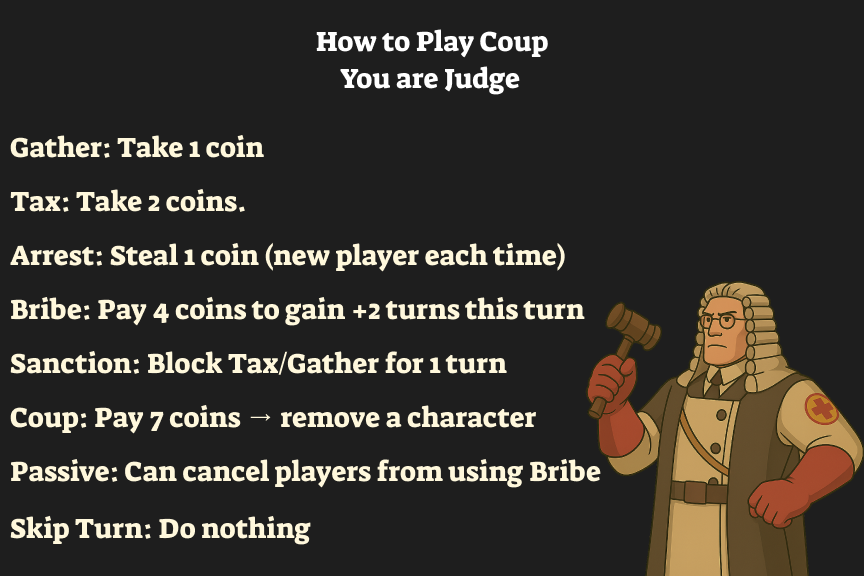 How to Play Coup
You are Judge
Gather: Take 1 coin
Tax: Take 2 coins.
Arrest: Steal 1 coin (new player each time)
Bribe: Pay 4 coins to gain +2 turns this turn
Sanction: Block Tax/Gather for 1 turn
Coup: Pay 7 coins → remove a character
Passive: Can cancel players from using Bribe
Skip Turn: Do nothing